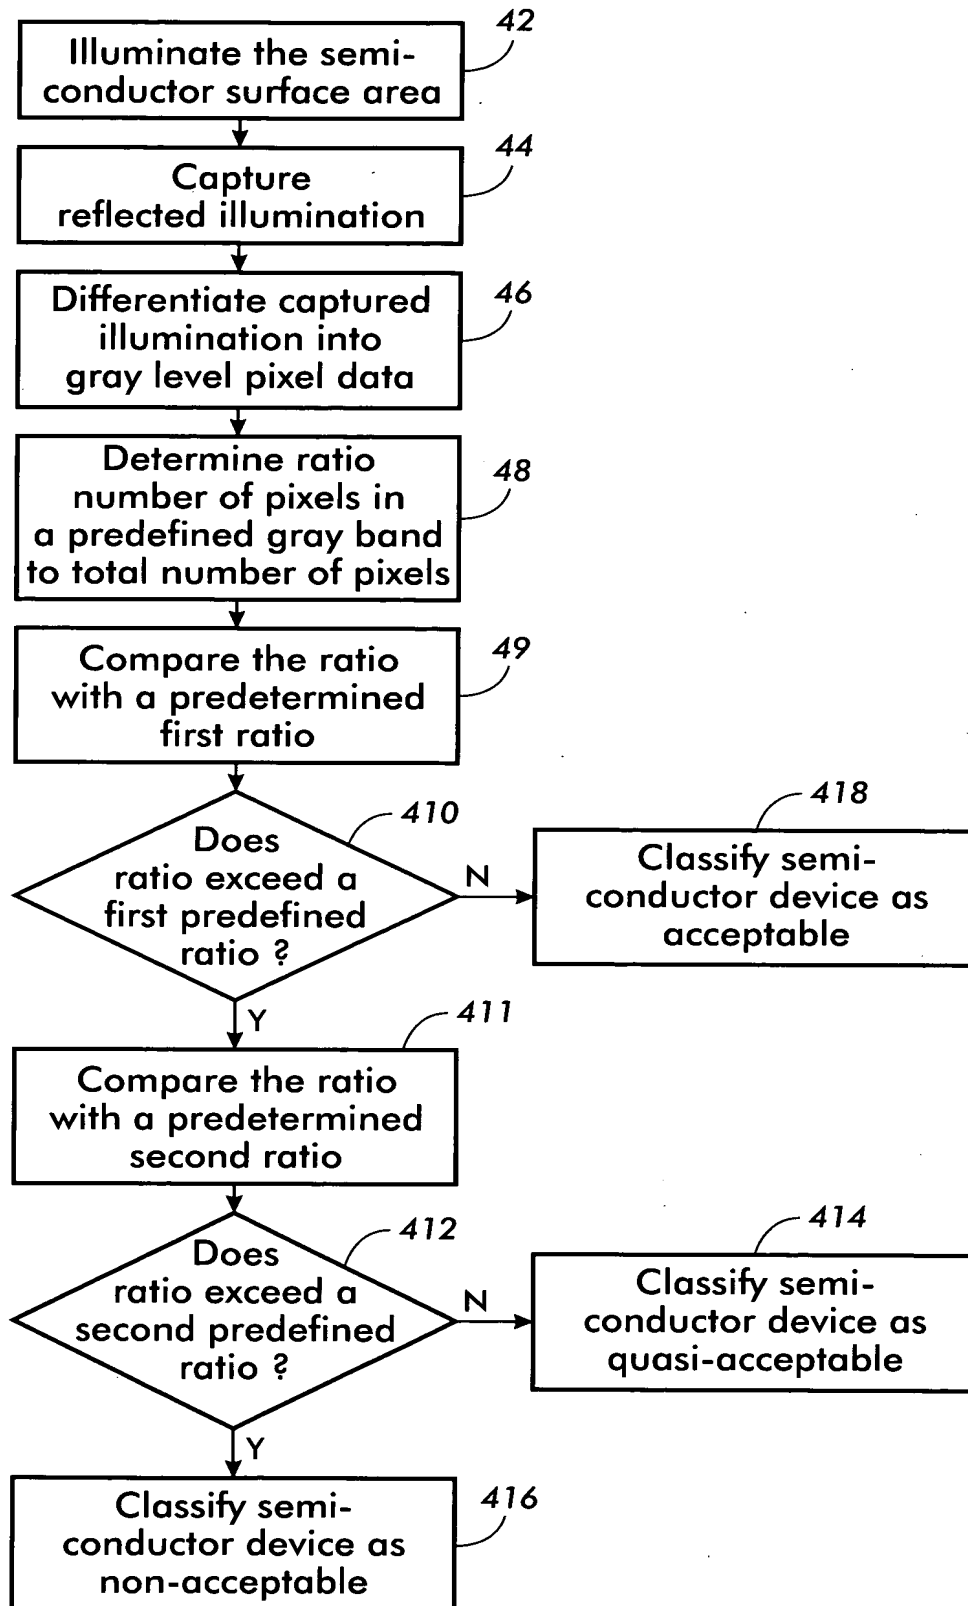 42
Illuminate the semi-
conductor surface area
44
Capture
reflected illumination
46
Differentiate captured
illumination into
gray level pixel data
48
Determine ratio
number of pixels in
a predefined gray band
to total number of pixels
49
Compare the ratio
with a predetermined
first ratio
410
Does
ratio exceed a
first predefined
ratio ?
N
418
Classify semi-
conductor device as
acceptable
Y
411
Compare the ratio
with a predetermined
second ratio
412
Does
ratio exceed a
second predefined
ratio ?
N
414
Classify semi-
conductor device as
quasi-acceptable
Y
416
Classify semi-
conductor device as
non-acceptable